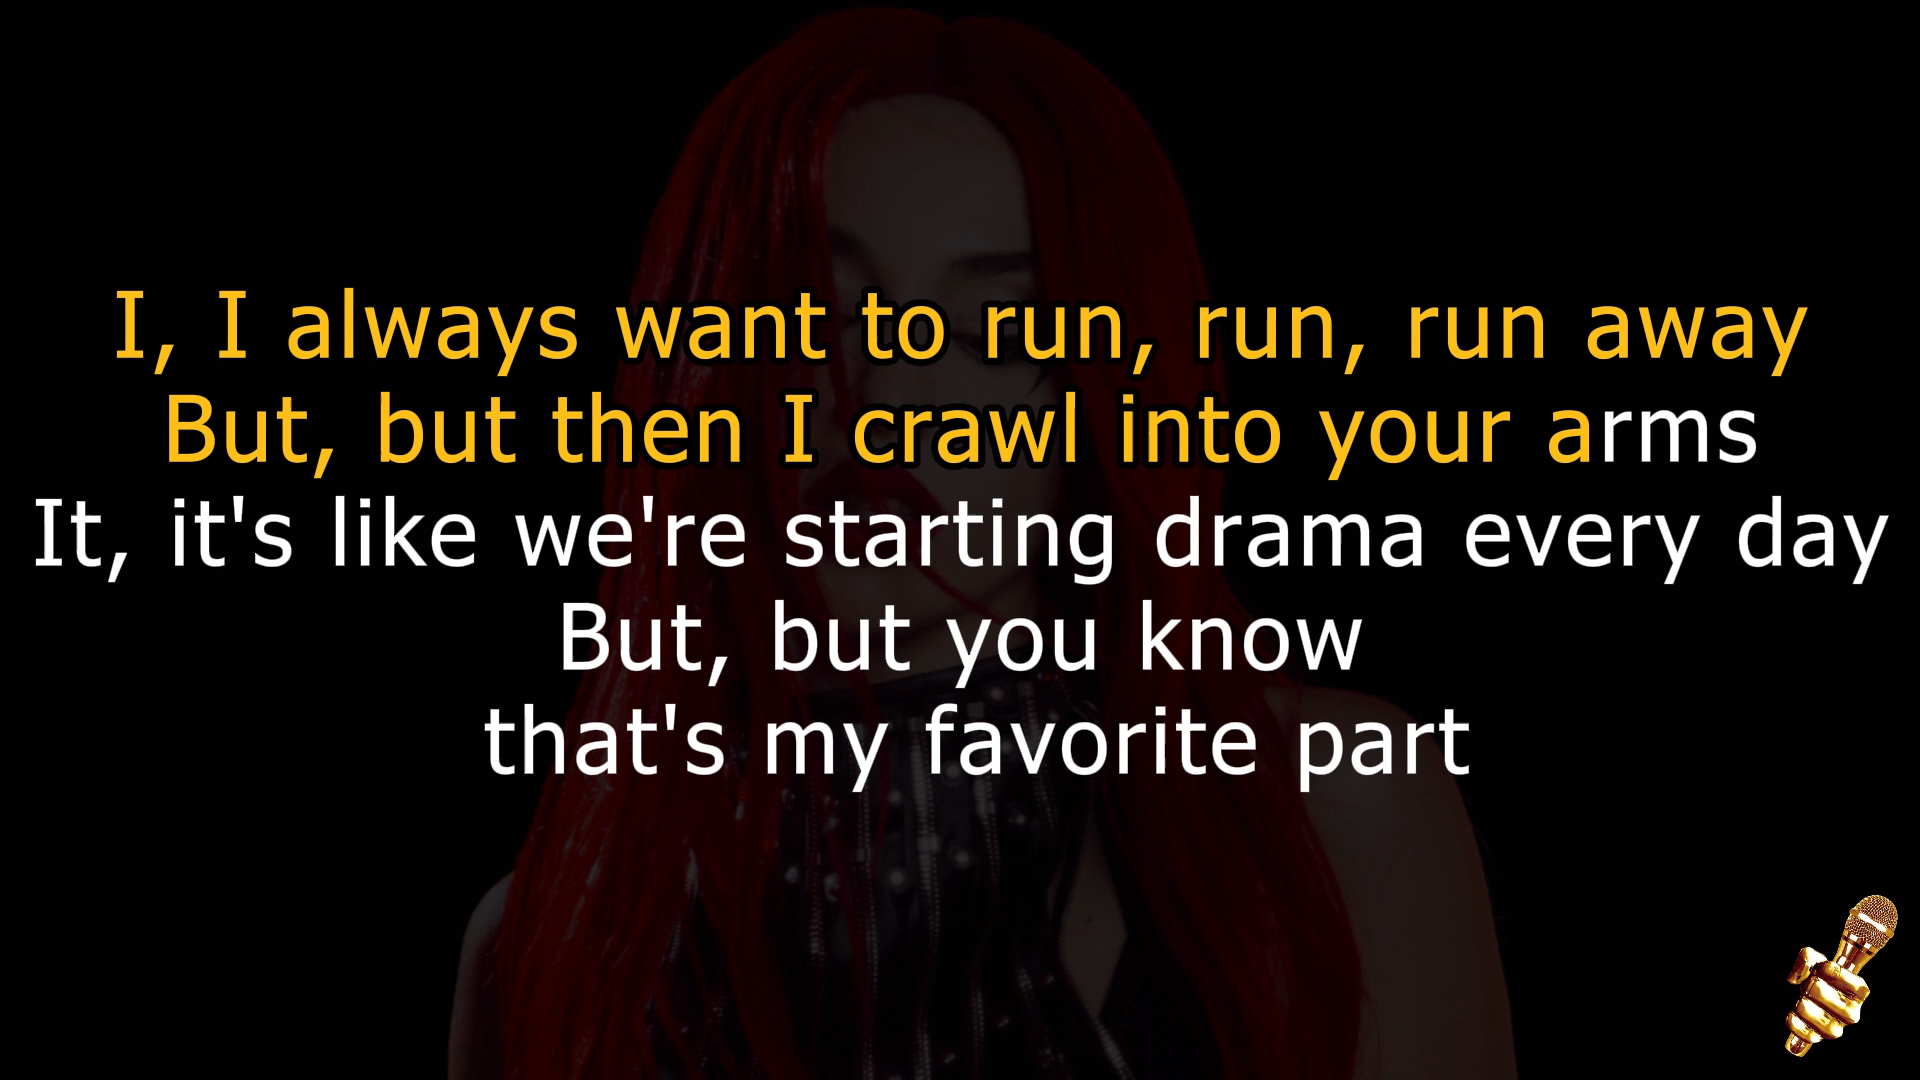 I, I always want to run, run, run away
But, but then I crawl into your arms
It, it's like we're starting drama every day
But, but you know
that's my favorite part